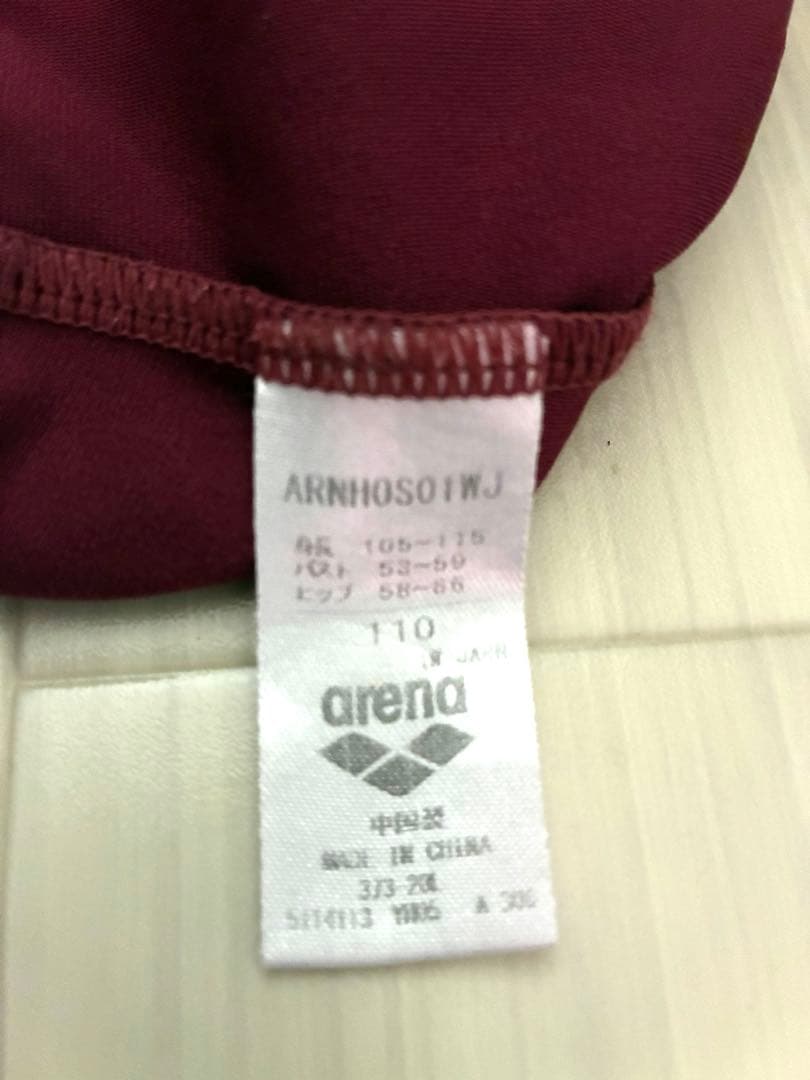 ARNHOS01WJ
身長 105-115
バスト 53-59
ヒップ 58-66
110
arena
中国製
MADE IN CHINA